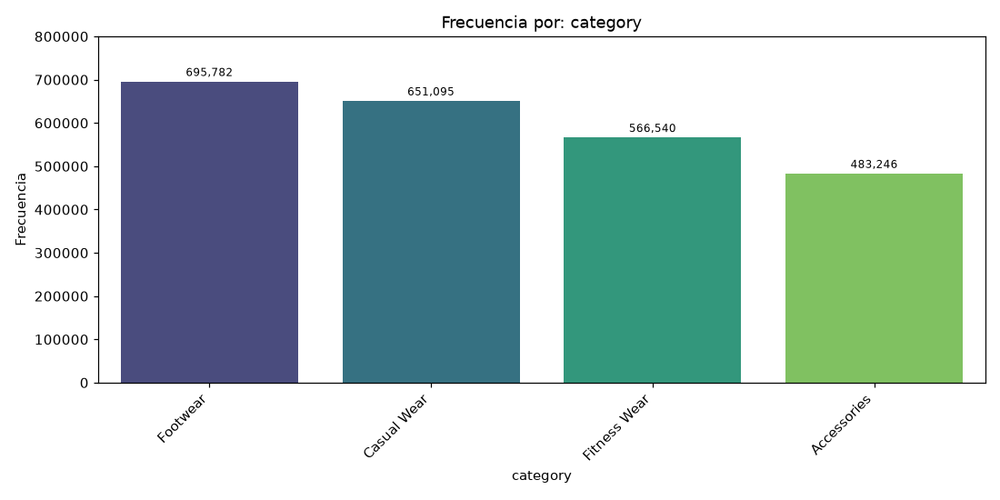 Frecuencia por: category
800000
700000
600000
500000
400000
300000
200000
100000
0
Frecuencia
695,782
651,095
566,540
483,246
Footwear
Casual Wear
Fitness Wear
Accessories
category